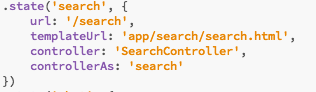 .state('search', {
url: '/search',
templateUrl: 'app/search/search.html',
controller: 'SearchController',
controllerAs: 'search'
})